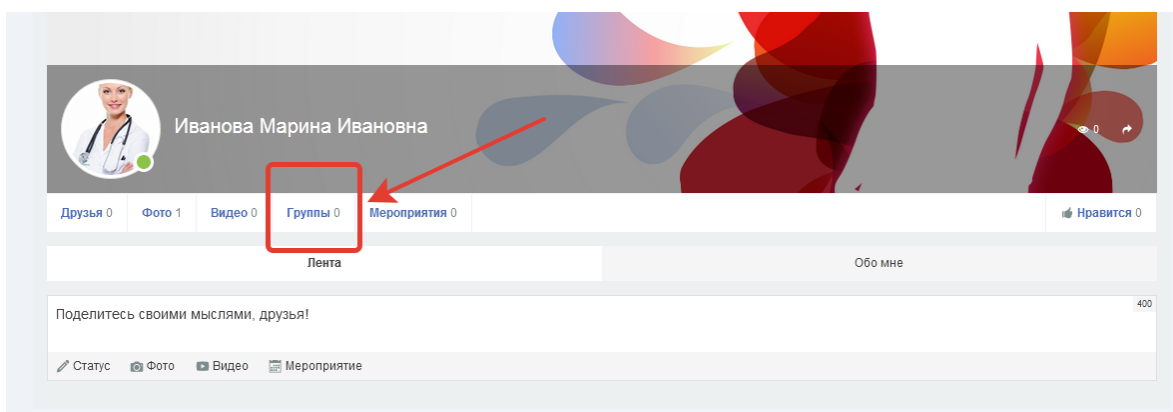 Иванова Марина Ивановна
0
Друзья 0 Фото 1 Видео 0 Группы 0 Мероприятия 0 Нравится 0
Лента Обо мне
Поделитесь своими мыслями, друзья! 400
Статус Фото Видео Мероприятие